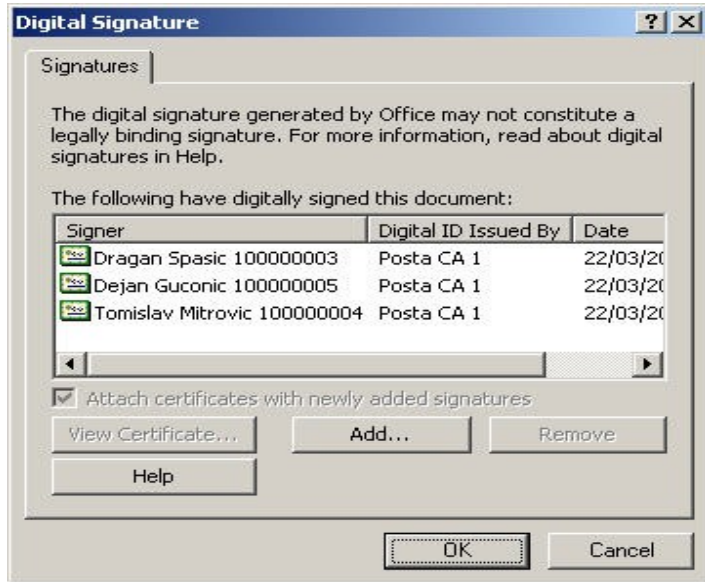 Digital Signature
Signatures
The digital signature generated by Office may not constitute a
legally binding signature. For more information, read about digital
signatures in Help.
The following have digitally signed this document:
Signer Digital ID Issued By Date
Dragan Spasic 100000003 Posta CA 1 22/03/20
Dejan Guconic 100000005 Posta CA 1 22/03/20
Tomislav Mitrovic 100000004 Posta CA 1 22/03/20
Attach certificates with newly added signatures
View Certificate... Add... Remove
Help
OK Cancel